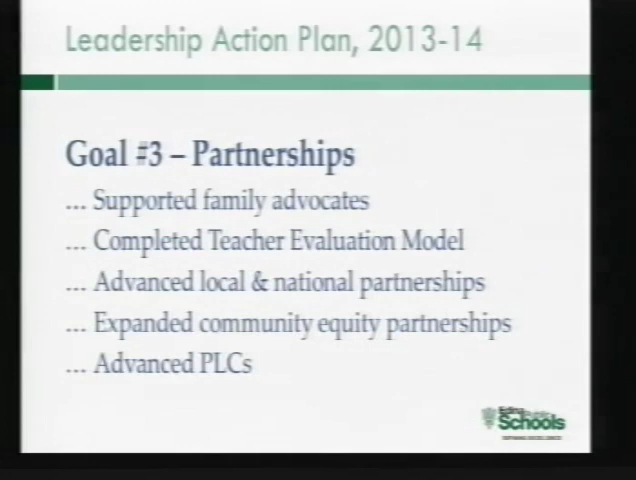 Leadership Action Plan, 2013-14
Goal #3 – Partnerships
... Supported family advocates
... Completed Teacher Evaluation Model
... Advanced local & national partnerships
... Expanded community equity partnerships
... Advanced PLCs
Public
Schools